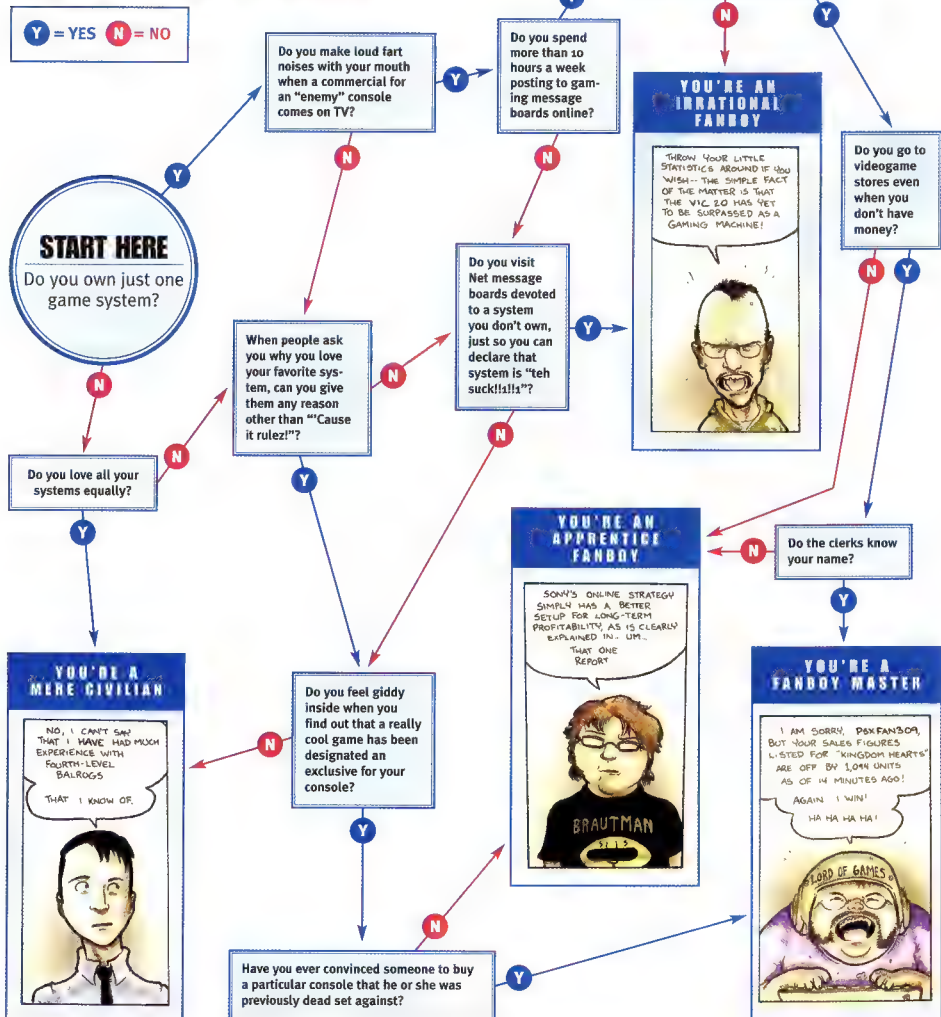 Y = YES N = NO
Y
N
Y
Do you make loud fart
noises with your mouth
when a commercial for
an "enemy" console
comes on TV?
Y
Do you spend
more than 10
hours a week
posting to gam-
ing message
boards online?
YOU'RE AN
IRRATIONAL
FANBOY
THROW YOUR LITTLE
STATISTICS AROUND IF YOU
WISH-- THE SIMPLE FACT
OF THE MATTER IS THAT
THE VIC 20 HAS YET
TO BE SURPASSED AS A
GAMING MACHINE!
Do you go to
videogame
stores even
when you
don't have
money?
Y
N
N
START HERE
Do you own just one
game system?
N
N
Y
Do you visit
Net message
boards devoted
to a system
you don't own,
just so you can
declare that
system is "teh
suck!!1!!1"?
Y
When people ask
you why you love
your favorite sys-
tem, can you give
them any reason
other than "'Cause
it rulez!"?
N
N
N
Do you love all your
systems equally?
N
Y
Y
YOU'RE AN
APPRENTICE
FANBOY
SONY'S ONLINE STRATEGY
SIMPLY HAS A BETTER
SETUP FOR LONG-TERM
PROFITABILITY, AS IS CLEARLY
EXPLAINED IN.. UM...
THAT ONE
REPORT
BRAUTMAN
N
Do the clerks know
your name?
Y
YOU'RE A
MERE CIVILIAN
NO, I CAN'T SAY
THAT I HAVE HAD MUCH
EXPERIENCE WITH
FOURTH-LEVEL
BALROGS
THAT I KNOW OF.
N
Do you feel giddy
inside when you
find out that a really
cool game has been
designated an
exclusive for your
console?
Y
YOU'RE A
FANBOY MASTER
I AM SORRY, PSXFAN309,
BUT YOUR SALES FIGURES
LISTED FOR "KINGDOM HEARTS"
ARE OFF BY 1,044 UNITS
AS OF 14 MINUTES AGO!
AGAIN I WIN!
HA HA HA HA!
LORD OF GAMES
N
Have you ever convinced someone to buy
a particular console that he or she was
previously dead set against?
Y